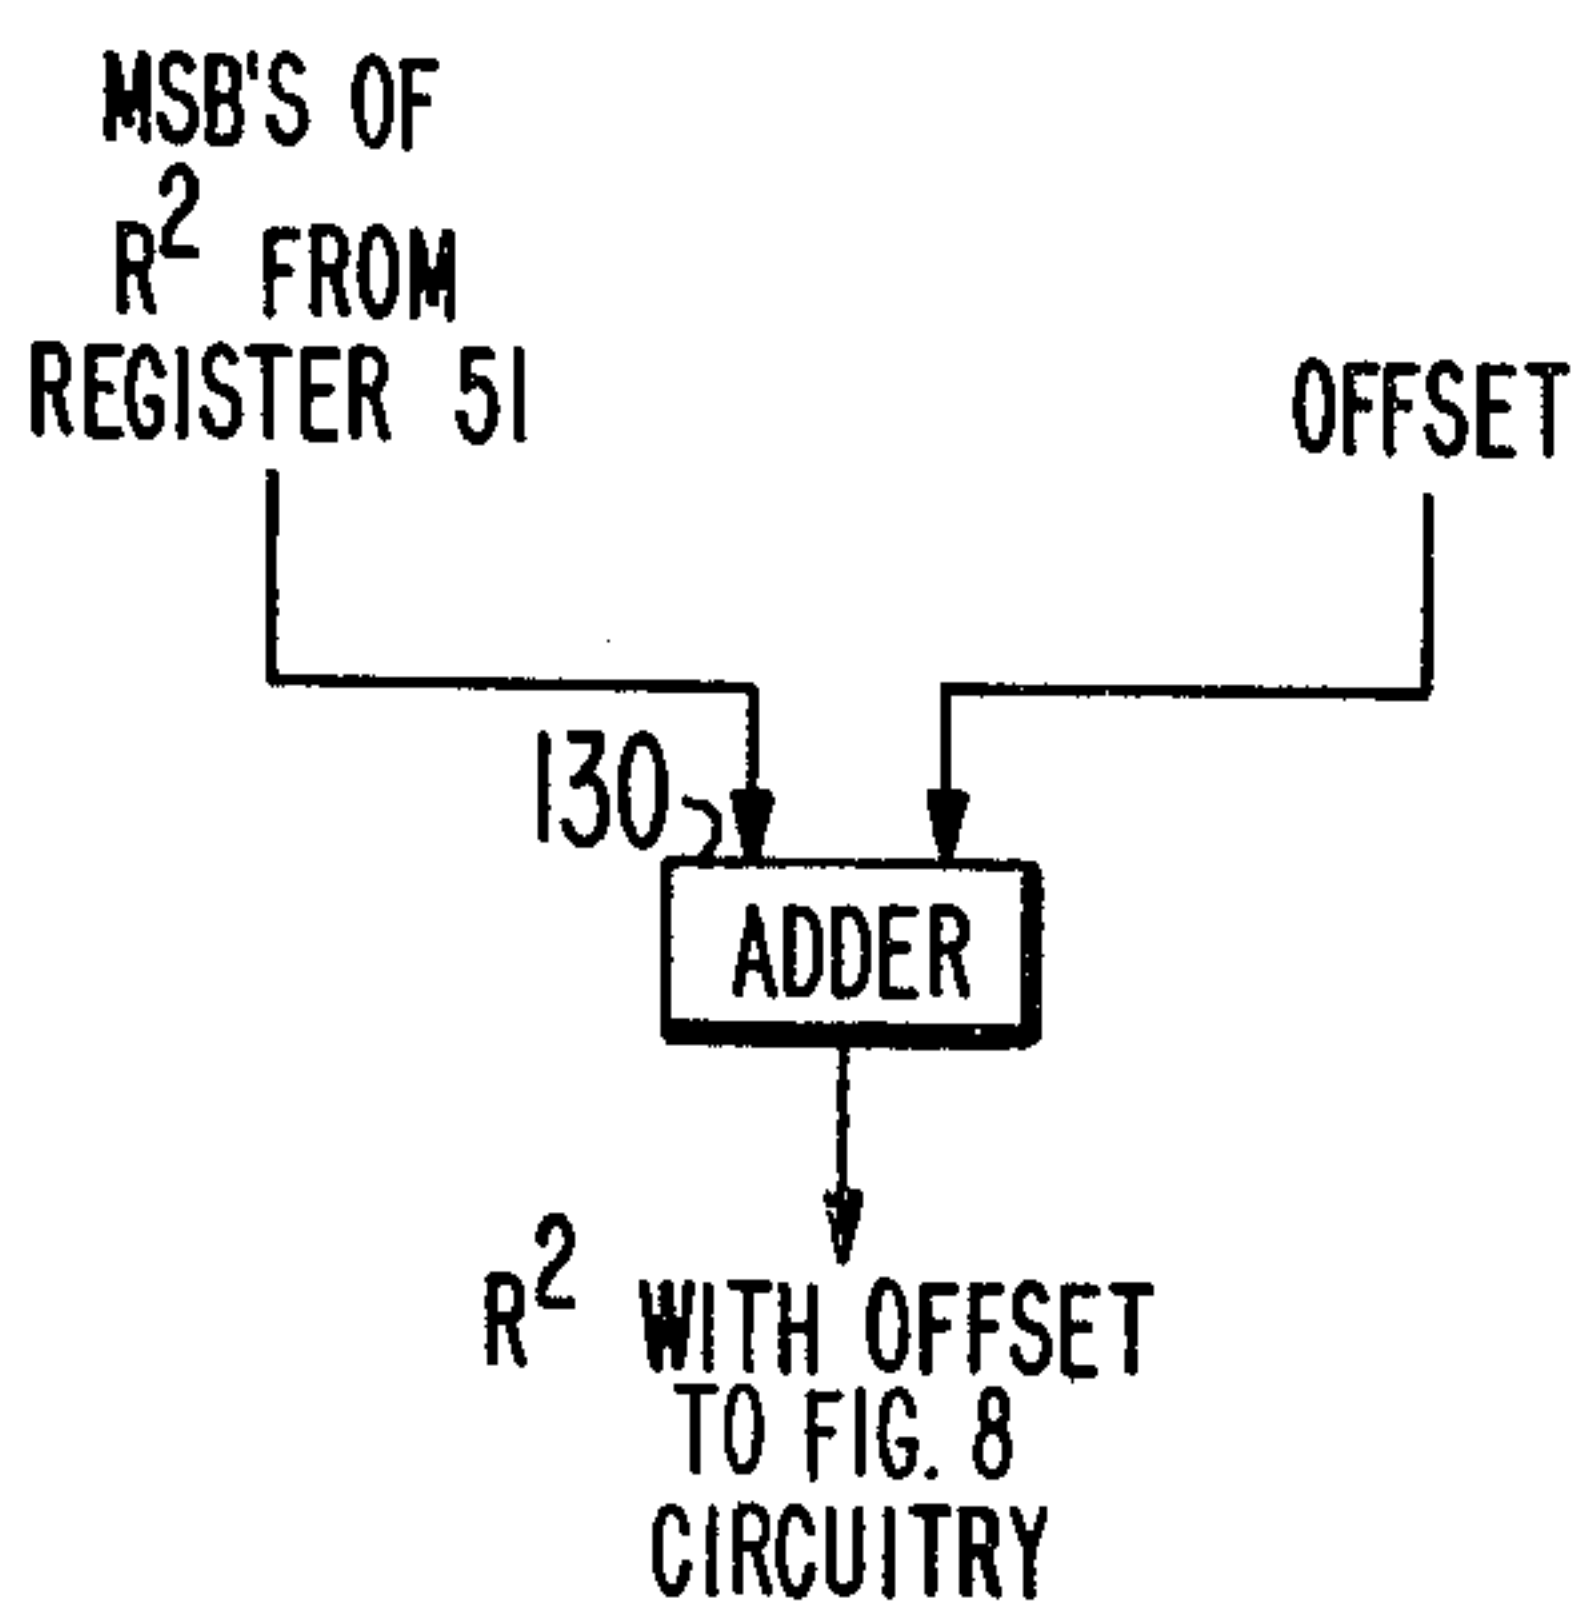 MSB'S OF
R² FROM
REGISTER 51
OFFSET
130
ADDER
R² WITH OFFSET
TO FIG. 8
CIRCUITRY